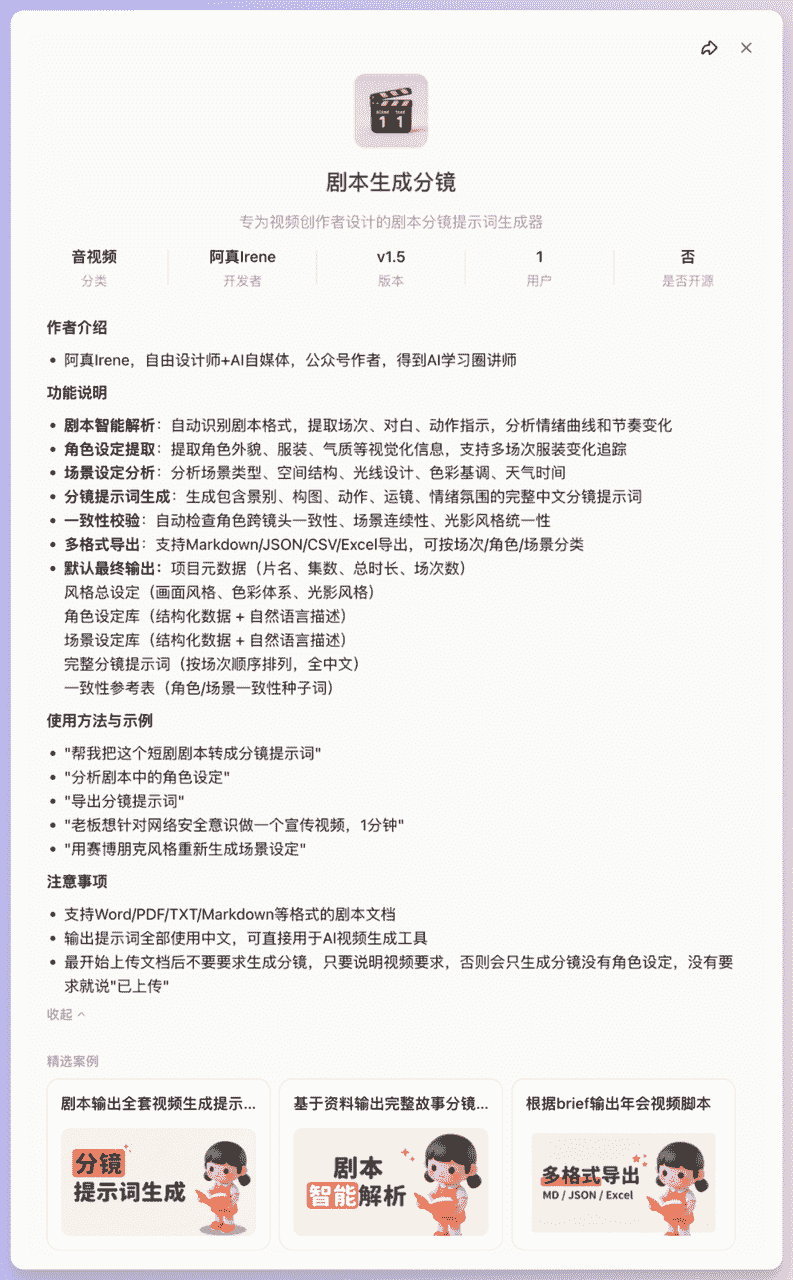 剧本生成分镜
专为视频创作者设计的剧本分镜提示词生成器
音视频
分类
阿真Irene
开发者
v1.5
版本
1
用户
否
是否开源
作者介绍
• 阿真Irene，自由设计师+AI自媒体，公众号作者，得到AI学习圈讲师
功能说明
• 剧本智能解析：自动识别剧本格式，提取场次、对白、动作指示，分析情绪曲线和节奏变化
• 角色设定提取：提取角色外貌、服装、气质等视觉化信息，支持多场次服装变化追踪
• 场景设定分析：分析场景类型、空间结构、光线设计、色彩基调、天气时间
• 分镜提示词生成：生成包含景别、构图、动作、运镜、情绪氛围的完整中文分镜提示词
• 一致性校验：自动检查角色跨镜头一致性、场景连续性、光影风格统一性
• 多格式导出：支持Markdown/JSON/CSV/Excel导出，可按场次/角色/场景分类
• 默认最终输出：项目元数据（片名、集数、总时长、场次数）
风格总设定（画面风格、色彩体系、光影风格）
角色设定库（结构化数据 + 自然语言描述）
场景设定库（结构化数据 + 自然语言描述）
完整分镜提示词（按场次顺序排列，全中文）
一致性参考表（角色/场景一致性种子词）
使用方法与示例
• "帮我把这个短剧剧本转成分镜提示词"
• "分析剧本中的角色设定"
• "导出分镜提示词"
• "老板想针对网络安全意识做一个宣传视频，1分钟"
• "用赛博朋克风格重新生成场景设定"
注意事项
• 支持Word/PDF/TXT/Markdown等格式的剧本文档
• 输出提示词全部使用中文，可直接用于AI视频生成工具
• 最开始上传文档后不要要求生成分镜，只要说明视频要求，否则会只生成分镜没有角色设定，没有要
求就说"已上传"
收起
精选案例
剧本输出全套视频生成提示...
分镜
提示词生成
基于资料输出完整故事分镜...
剧本
智能解析
根据brief输出年会视频脚本
多格式导出
MD / JSON / Excel